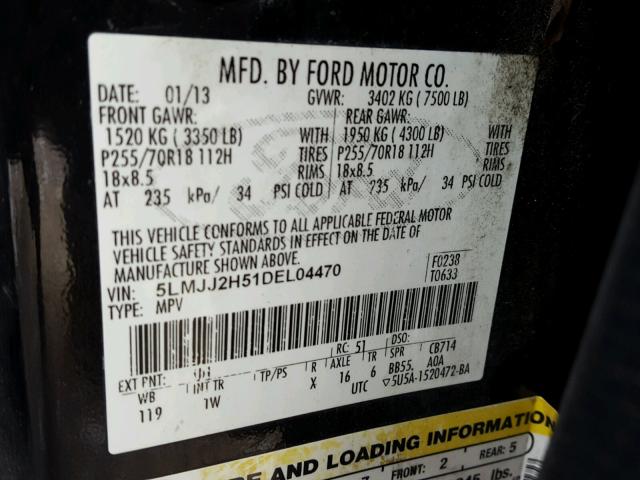 MFD. BY FORD MOTOR CO.
DATE: 01/13 GVWR: 3402 KG ( 7500 LB)
FRONT GAWR: REAR GAWR:
1520 KG ( 3350 LB) WITH 1950 KG ( 4300 LB) WITH
P255/70R18 112H TIRES P255/70R18 112H TIRES
18x8.5 RIMS 18x8.5 RIMS
AT 235 kPa/ 34 PSI COLD AT 235 kPa/ 34 PSI COLD
THIS VEHICLE CONFORMS TO ALL APPLICABLE FEDERAL MOTOR
VEHICLE SAFETY STANDARDS IN EFFECT ON THE DATE OF
MANUFACTURE SHOWN ABOVE.
VIN: 5LMJJ2H51DEL04470 F0238
TYPE: MPV T0633
RC: 51 DSO:
EXT PNT: INT TR TP/PS R AXLE TR SPR CB714
WB X 16 6 BB55. A0A
119 1W UTC ▽5U5A-1520472-BA
E AND LOADING INFORMATION
FRONT: 2 REAR: 5
lbs.